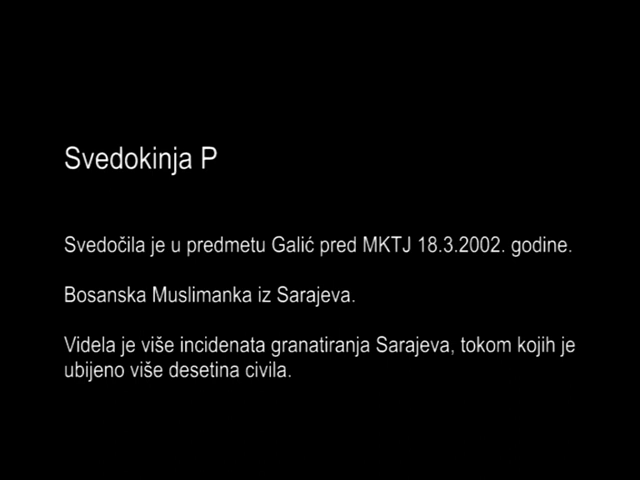 Svedokinja P
Svedočila je u predmetu Galić pred MKTJ 18.3.2002. godine.
Bosanska Muslimanka iz Sarajeva.
Videla je više incidenata granatiranja Sarajeva, tokom kojih je
ubijeno više desetina civila.